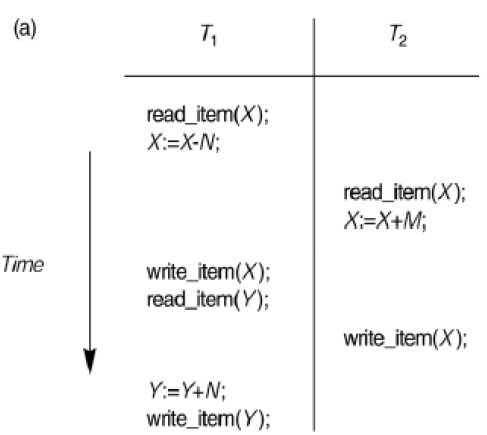 (a)
T1 T2
read_item(X);
X:=X-N;
read_item(X);
X:=X+M;
Time
write_item(X);
read_item(Y);
write_item(X);
Y:=Y+N;
write_item(Y);